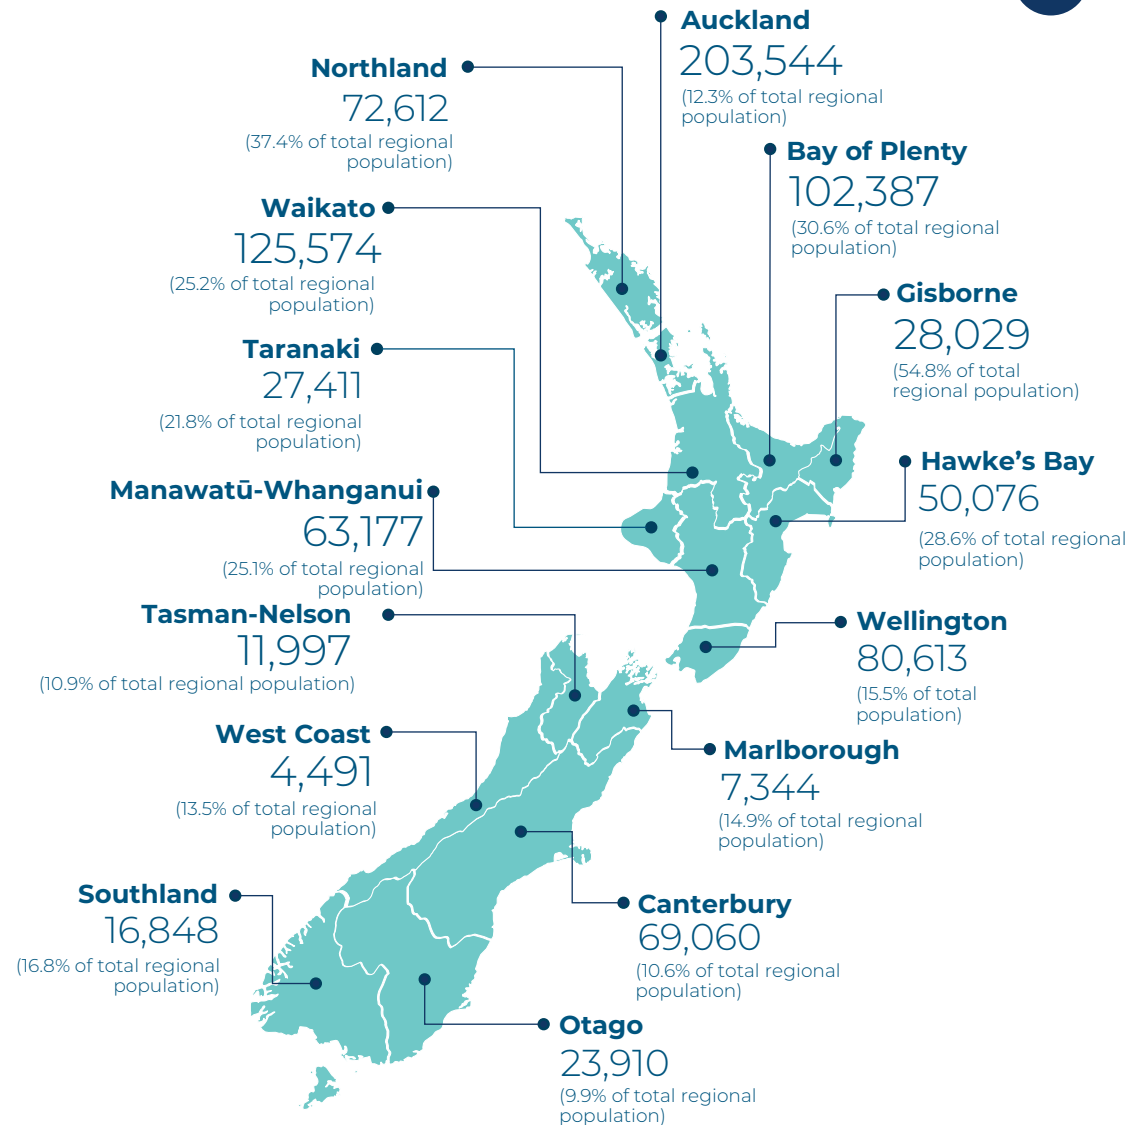 Auckland
203,544
(12.3% of total regional
population)
Northland
72,612
(37.4% of total regional
population)
Bay of Plenty
102,387
(30.6% of total regional
population)
Waikato
125,574
(25.2% of total regional
population)
Gisborne
28,029
(54.8% of total
regional population)
Taranaki
27,411
(21.8% of total regional
population)
Hawke's Bay
50,076
(28.6% of total regional
population)
Manawatū-Whanganui
63,177
(25.1% of total regional
population)
Tasman-Nelson
11,997
(10.9% of total regional population)
Wellington
80,613
(15.5% of total
population)
West Coast
4,491
(13.5% of total regional
population)
Marlborough
7,344
(14.9% of total regional
population)
Southland
16,848
(16.8% of total regional
population)
Canterbury
69,060
(10.6% of total regional
population)
Otago
23,910
(9.9% of total regional
population)